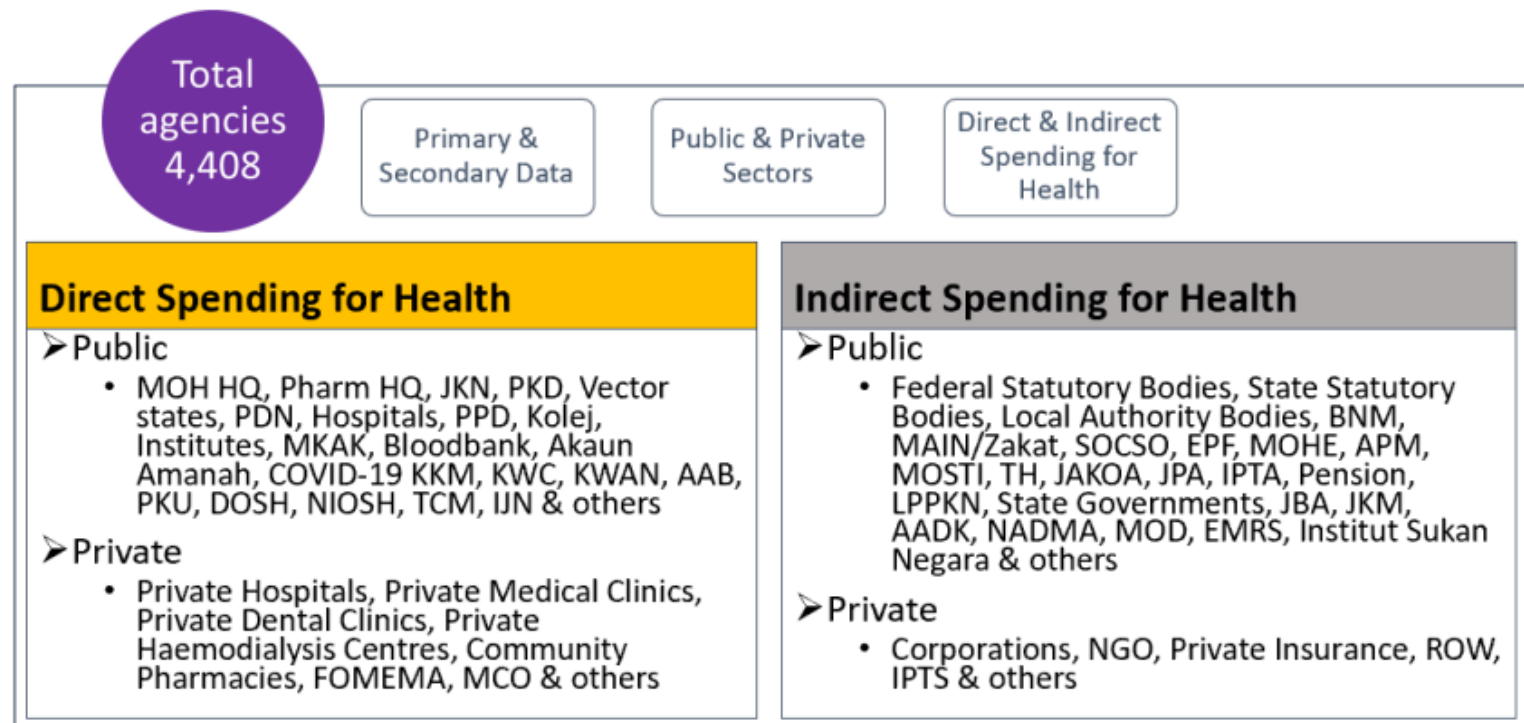 Total
agencies
4,408
Primary &
Secondary Data
Public & Private
Sectors
Direct & Indirect
Spending for
Health
Direct Spending for Health
➢Public
• MOH HQ, Pharm HQ, JKN, PKD, Vector
states, PDN, Hospitals, PPD, Kolej,
Institutes, MKAK, Bloodbank, Akaun
Amanah, COVID-19 KKM, KWC, KWAN, AAB,
PKU, DOSH, NIOSH, TCM, IJN & others
➢Private
• Private Hospitals, Private Medical Clinics,
Private Dental Clinics, Private
Haemodialysis Centres, Community
Pharmacies, FOMEMA, MCO & others
Indirect Spending for Health
➢Public
• Federal Statutory Bodies, State Statutory
Bodies, Local Authority Bodies, BNM,
MAIN/Zakat, SOCSO, EPF, MOHE, APM,
MOSTI, TH, JAKOA, JPA, IPTA, Pension,
LPPKN, State Governments, JBA, JKM,
AADK, NADMA, MOD, EMRS, Institut Sukan
Negara & others
➢Private
• Corporations, NGO, Private Insurance, ROW,
IPTS & others